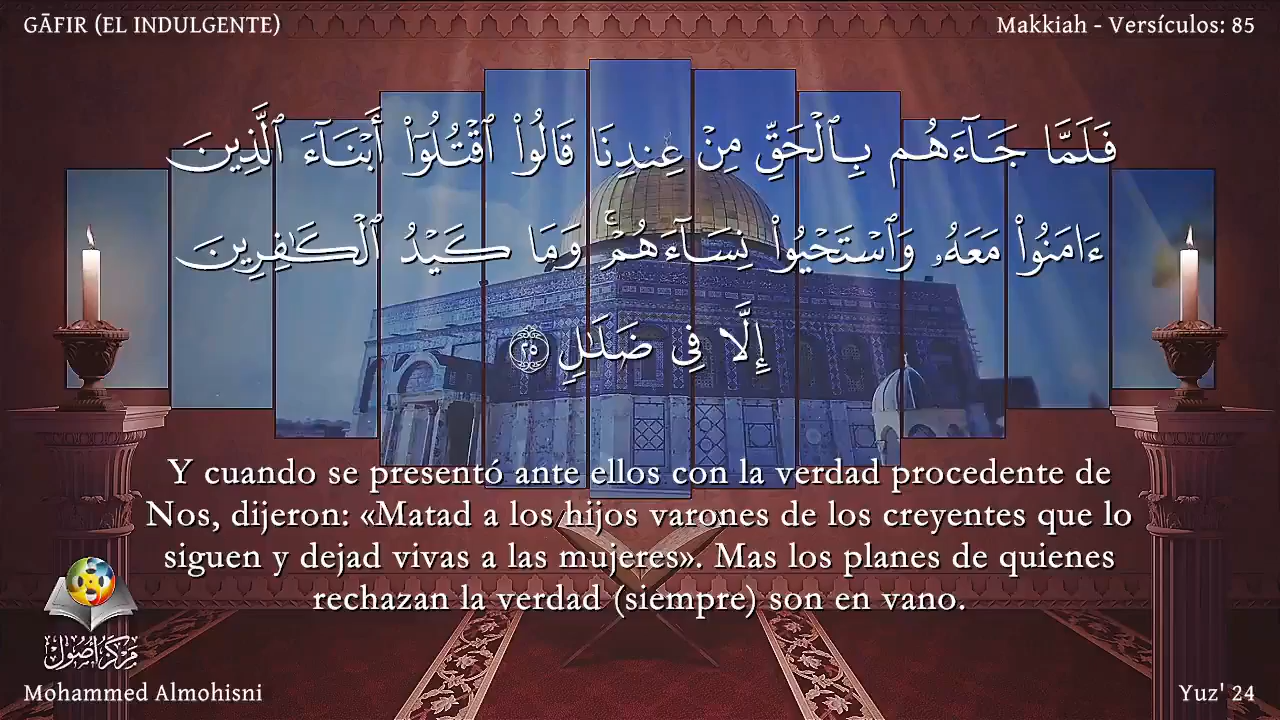 GĀFIR (EL INDULGENTE)
Makkiah - Versículos: 85
فَلَمَّا جَآءَهُم بِٱلْحَقِّ مِنْ عِندِنَا قَالُوا۟ ٱقْتُلُوٓا۟ أَبْنَآءَ ٱلَّذِينَ
ءَامَنُوا۟ مَعَهُۥ وَٱسْتَحْيُوا۟ نِسَآءَهُمْ ۚ وَمَا كَيْدُ ٱلْكَـٰفِرِينَ
إِلَّا فِى ضَلَـٰلٍ ٢٥
Y cuando se presentó ante ellos con la verdad procedente de
Nos, dijeron: «Matad a los hijos varones de los creyentes que lo
siguen y dejad vivas a las mujeres». Mas los planes de quienes
rechazan la verdad (siempre) son en vano.
مركز أصول
Mohammed Almohisni
Yuz' 24